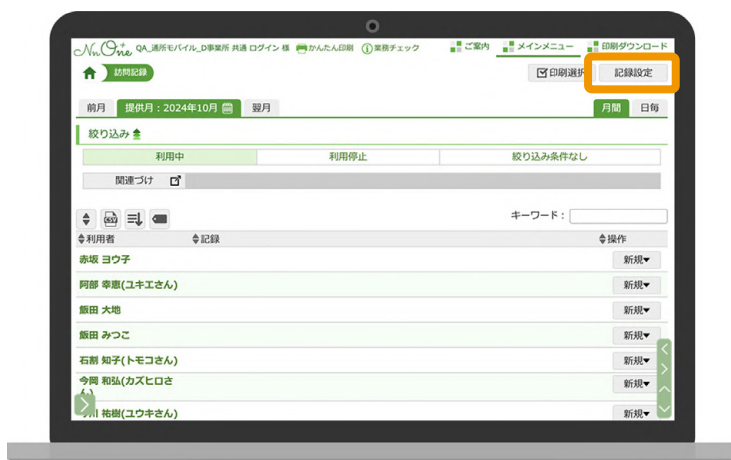 NnOne QA_通所モバイル_D事業所 共通 ログイン 様 かんたん印刷 業務チェック ご案内 メインメニュー 印刷ダウンロード
訪問記録 印刷選択 記録設定
前月 提供月：2024年10月 翌月 月間 日毎
絞り込み
利用中 利用停止 絞り込み条件なし
関連づけ
CSV キーワード：
利用者 記録 操作
赤坂 ヨウ子 新規▼
阿部 幸恵(ユキエさん) 新規▼
飯田 大地 新規▼
飯田 みつこ 新規▼
石割 知子(トモコさん) 新規▼
今岡 和弘(カズヒロさ 新規▼
ん)
川 祐樹(ユウキさん) 新規▼